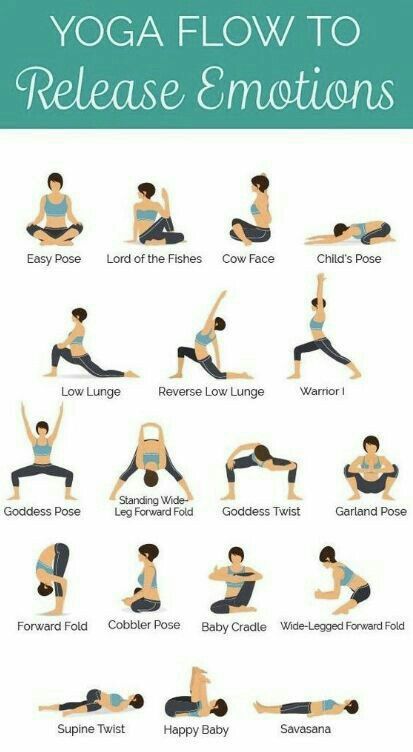 YOGA FLOW TO
Release Emotions
Easy Pose
Lord of the Fishes
Cow Face
Child's Pose
Low Lunge
Reverse Low Lunge
Warrior I
Goddess Pose
Standing Wide-
Leg Forward Fold
Goddess Twist
Garland Pose
Forward Fold
Cobbler Pose
Baby Cradle
Wide-Legged Forward Fold
Supine Twist
Happy Baby
Savasana